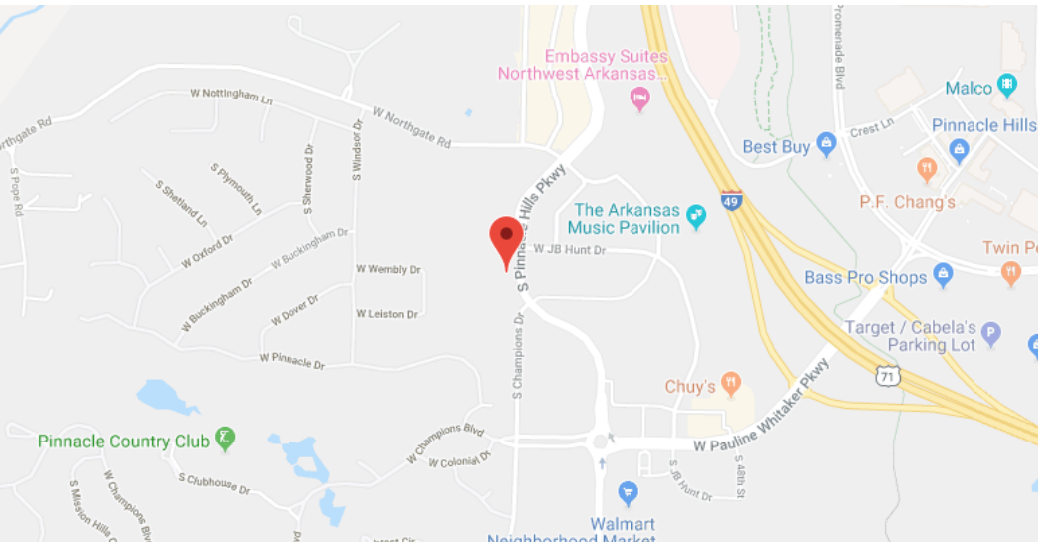 Embassy Suites
Northwest Arkansas...
Promenade Blvd
Malco
W Nottingham Ln
W Northgate Rd
Crest Ln
Pinnacle Hills
Best Buy
S Windsor Dr
S Sherwood Dr
S Plymouth Ln
S Shetland Ln
S Pope Rd
P.F. Chang's
49
The Arkansas
Music Pavilion
S Pinnacle Hills Pkwy
W JB Hunt Dr
W Oxford Dr
W Buckingham Dr
W Buckingham Dr
W Wembly Dr
W Dover Dr
W Leiston Dr
Bass Pro Shops
Target / Cabela's
Parking Lot
71
S Champions Dr
W Pinnacle Dr
Chuy's
W Pauline Whitaker Pkwy
Pinnacle Country Club
W Champions Blvd
W Colonial Dr
S Clubhouse Dr
S JB Hunt Dr
S 48th St
Walmart
Neighborhood Market